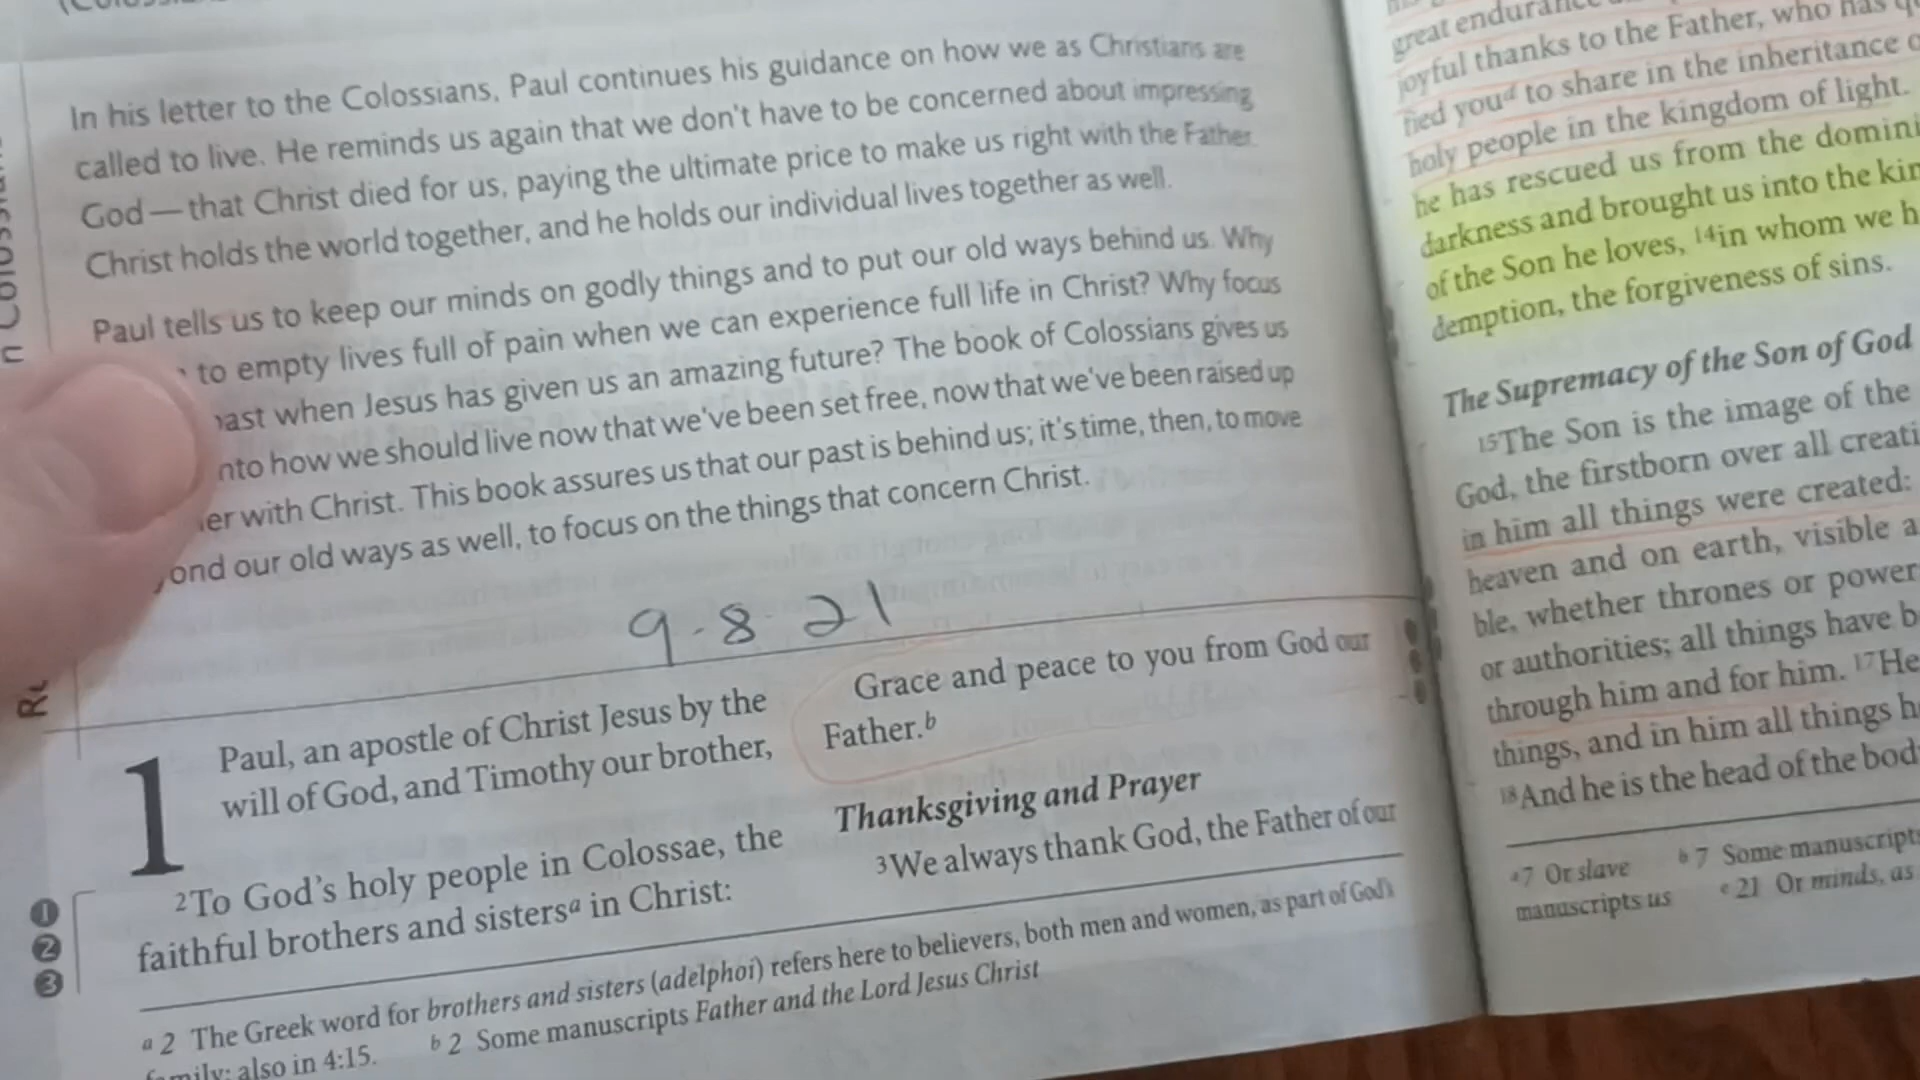 In his letter to the Colossians, Paul continues his guidance on how we as Christians are
called to live. He reminds us again that we don't have to be concerned about impressing
God—that Christ died for us, paying the ultimate price to make us right with the Father.
Christ holds the world together, and he holds our individual lives together as well.
Paul tells us to keep our minds on godly things and to put our old ways behind us. Why
to empty lives full of pain when we can experience full life in Christ? Why focus
when Jesus has given us an amazing future? The book of Colossians gives us
how we should live now that we've been set free, now that we've been raised up
with Christ. This book assures us that our past is behind us; it's time, then, to move
our old ways as well, to focus on the things that concern Christ.
9.8 21
1
Paul, an apostle of Christ Jesus by the
will of God, and Timothy our brother,
2To God's holy people in Colossae, the
faithful brothers and sistersa in Christ:
1
2
3
Grace and peace to you from God our
Father.b
Thanksgiving and Prayer
3We always thank God, the Father of our
a 2 The Greek word for brothers and sisters (adelphoi) refers here to believers, both men and women, as part of God's
family; also in 4:15. b 2 Some manuscripts Father and the Lord Jesus Christ
great
joyful thanks to the Father, who has
youd to share in the inheritance
holy people in the kingdom of light.
he has rescued us from the
darkness and brought us into the
of the Son he loves, 14in whom we
demption, the forgiveness of sins.
The Supremacy of the Son of God
15The Son is the image of the
God, the firstborn over all
in him all things were created:
heaven and on earth, visible
ble, whether thrones or
or authorities; all things have
through him and for him. 17He
things, and in him all things
18And he is the head of the
a7 Or slave b 7 Some manuscripts
manuscripts us e 21 Or minds, as